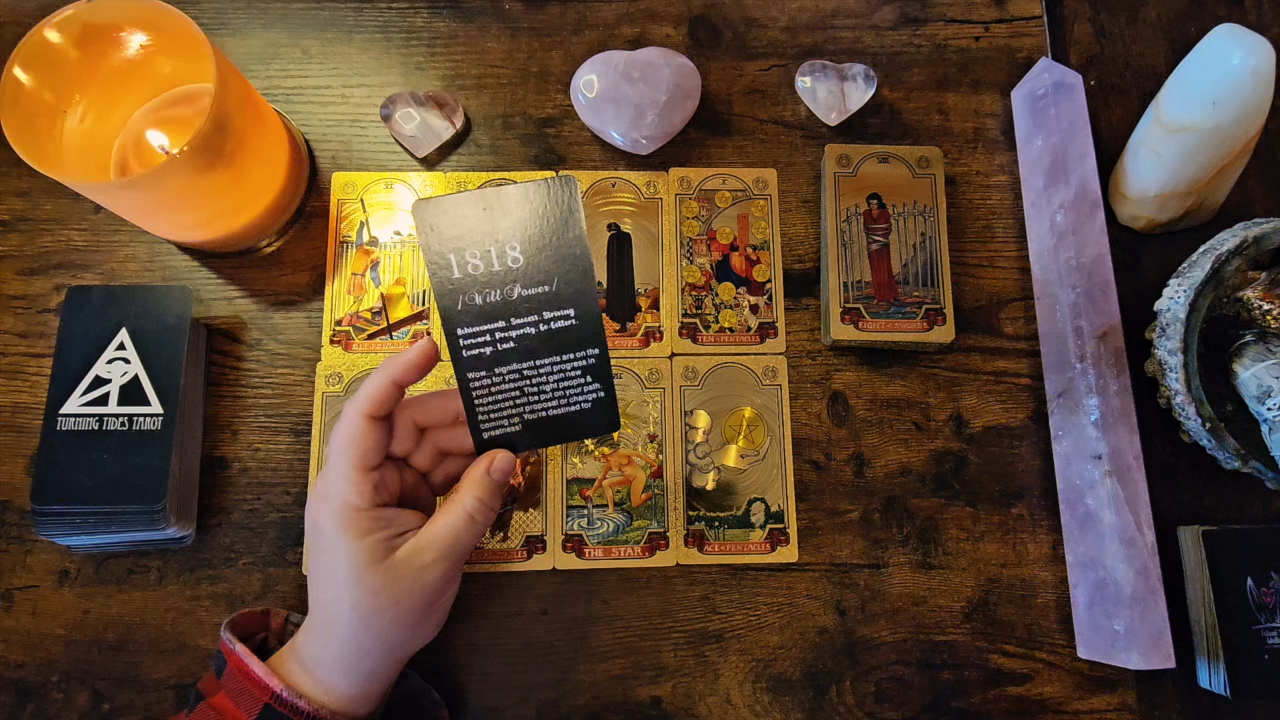 VI
V
X
VIII
1818
/ Will Power /
Achievements. Success. Striving
Forward. Prosperity. Go-Getters.
Courage. Luck.
Wow... significant events are on the
cards for you. You will progress in
your endeavors and gain new
experiences. The right people &
resources will be put on your path.
An excellent proposal or change is
coming up. You're destined for
greatness!
CUPS.
TEN of PENTACLES
EIGHT of SWORDS.
TURNING TIDES TAROT
THE STAR.
ACE of PENTACLES